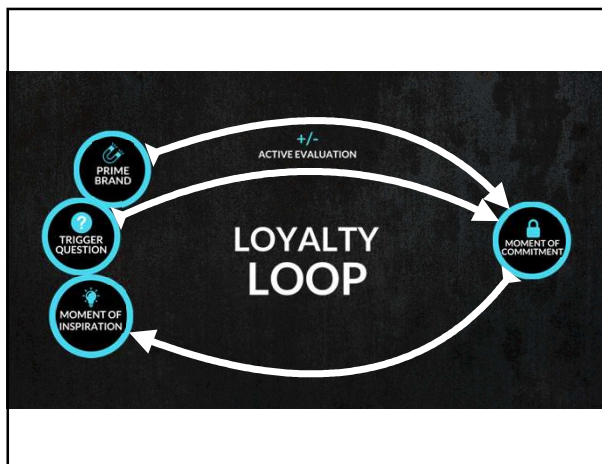 +/-
ACTIVE EVALUATION
PRIME
BRAND
?
TRIGGER
QUESTION
LOYALTY
LOOP
MOMENT OF
COMMITMENT
MOMENT OF
INSPIRATION